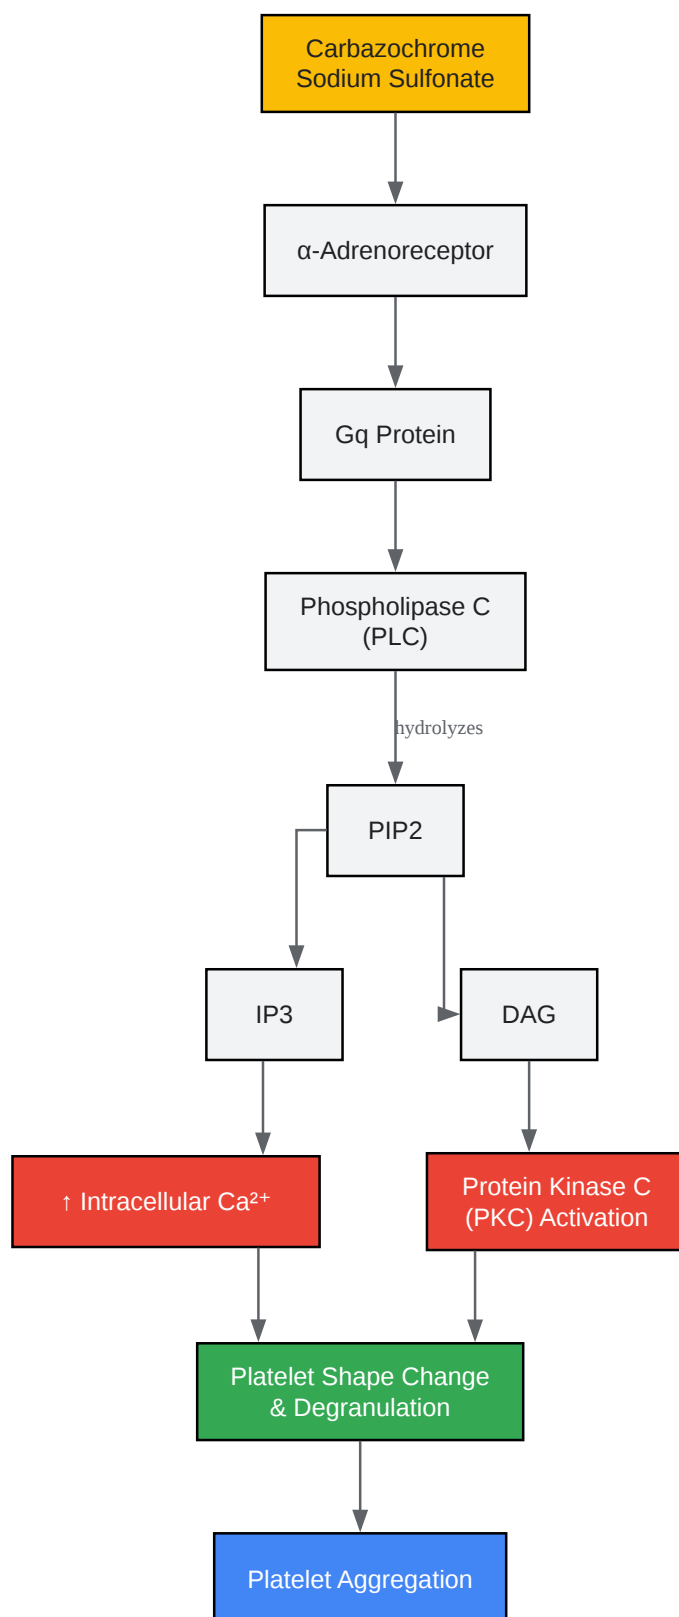 Carbazochrome
Sodium Sulfonate
α-Adrenoreceptor
Gq Protein
Phospholipase C
(PLC)
hydrolyzes
PIP2
IP3
DAG
↑ Intracellular Ca²⁺
Protein Kinase C
(PKC) Activation
Platelet Shape Change
& Degranulation
Platelet Aggregation